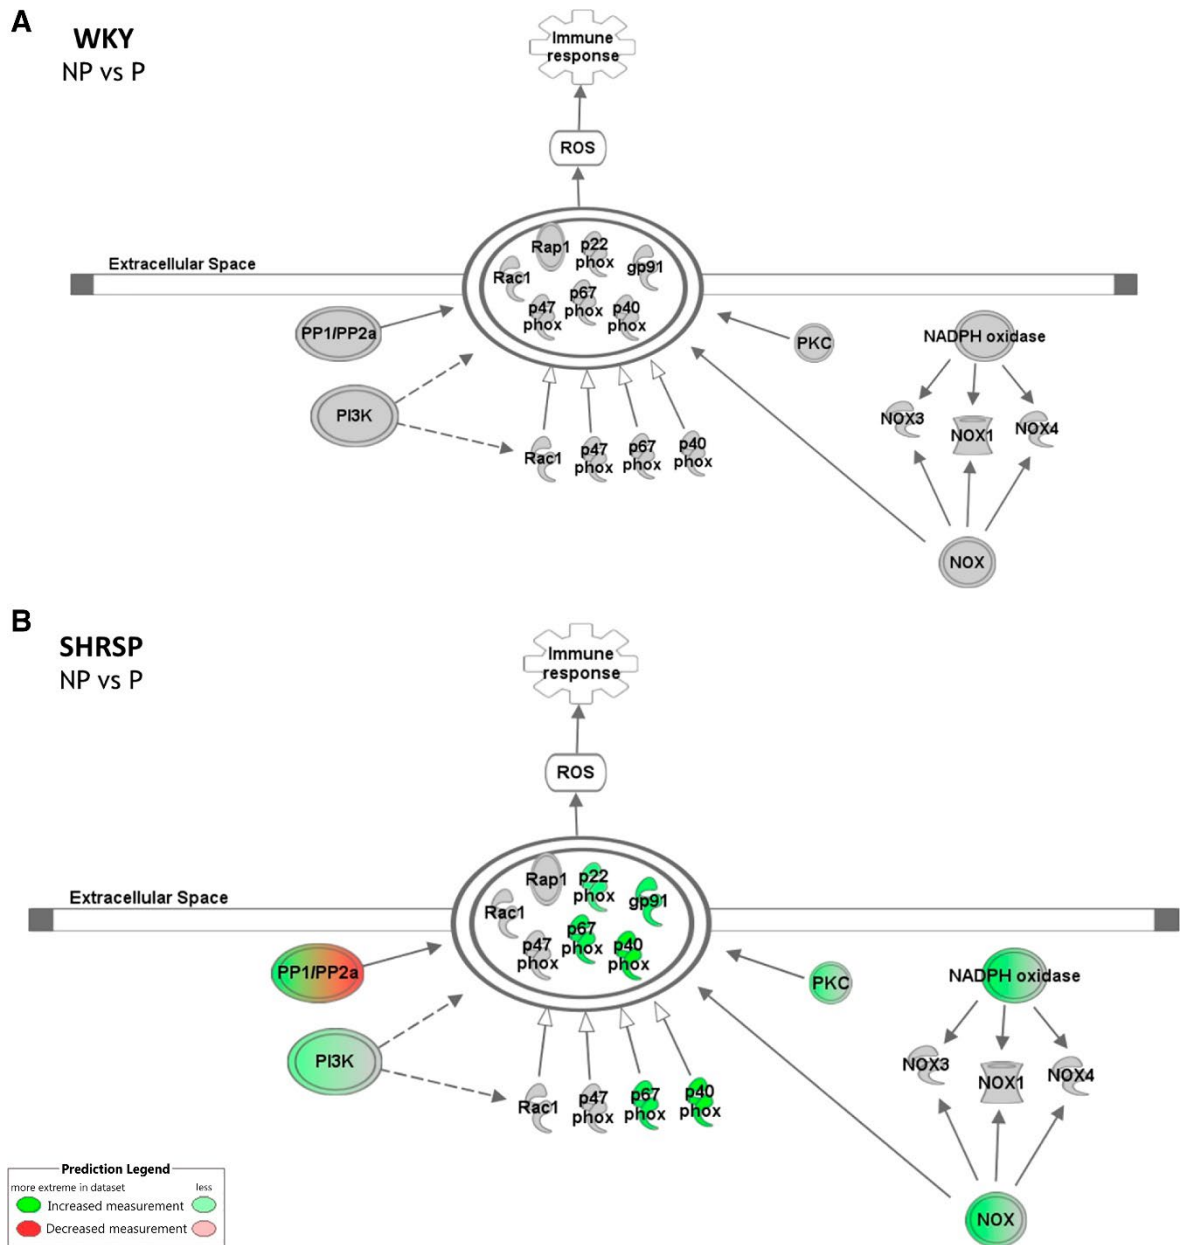 A
WKY
NP vs P
Immune
response
ROS
Extracellular Space
Rap1
p22
phox
gp91
Rac1
p47
phox
p67
phox
p40
phox
PP1/PP2a
PKC
NADPH oxidase
PI3K
NOX3
NOX1
NOX4
Rac1
p47
phox
p67
phox
p40
phox
NOX
B
SHRSP
NP vs P
Immune
response
ROS
Extracellular Space
Rap1
p22
phox
gp91
Rac1
p47
phox
p67
phox
p40
phox
PP1/PP2a
PKC
NADPH oxidase
PI3K
NOX3
NOX1
NOX4
Rac1
p47
phox
p67
phox
p40
phox
NOX
Prediction Legend
more extreme in dataset less
Increased measurement
Decreased measurement